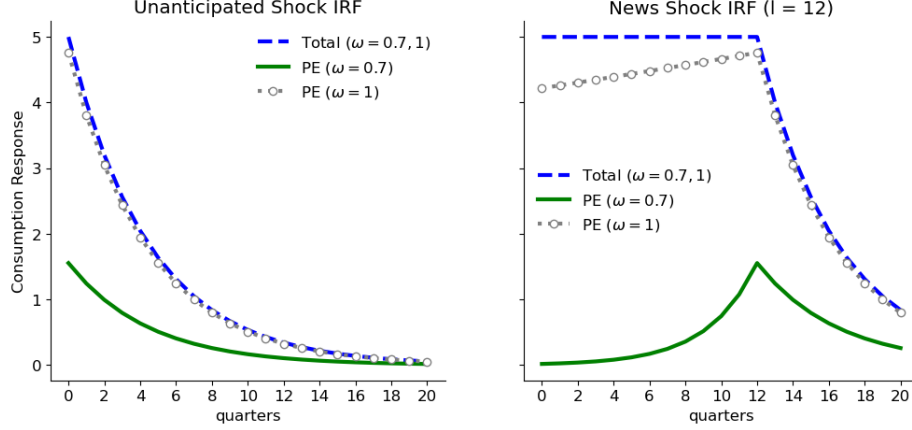 Unanticipated Shock IRF
Consumption Response
5
4
3
2
1
0
Total (ω = 0.7, 1)
PE (ω = 0.7)
PE (ω = 1)
0 2 4 6 8 10 12 14 16 18 20
quarters
News Shock IRF (l = 12)
Total (ω = 0.7, 1)
PE (ω = 0.7)
PE (ω = 1)
0 2 4 6 8 10 12 14 16 18 20
quarters